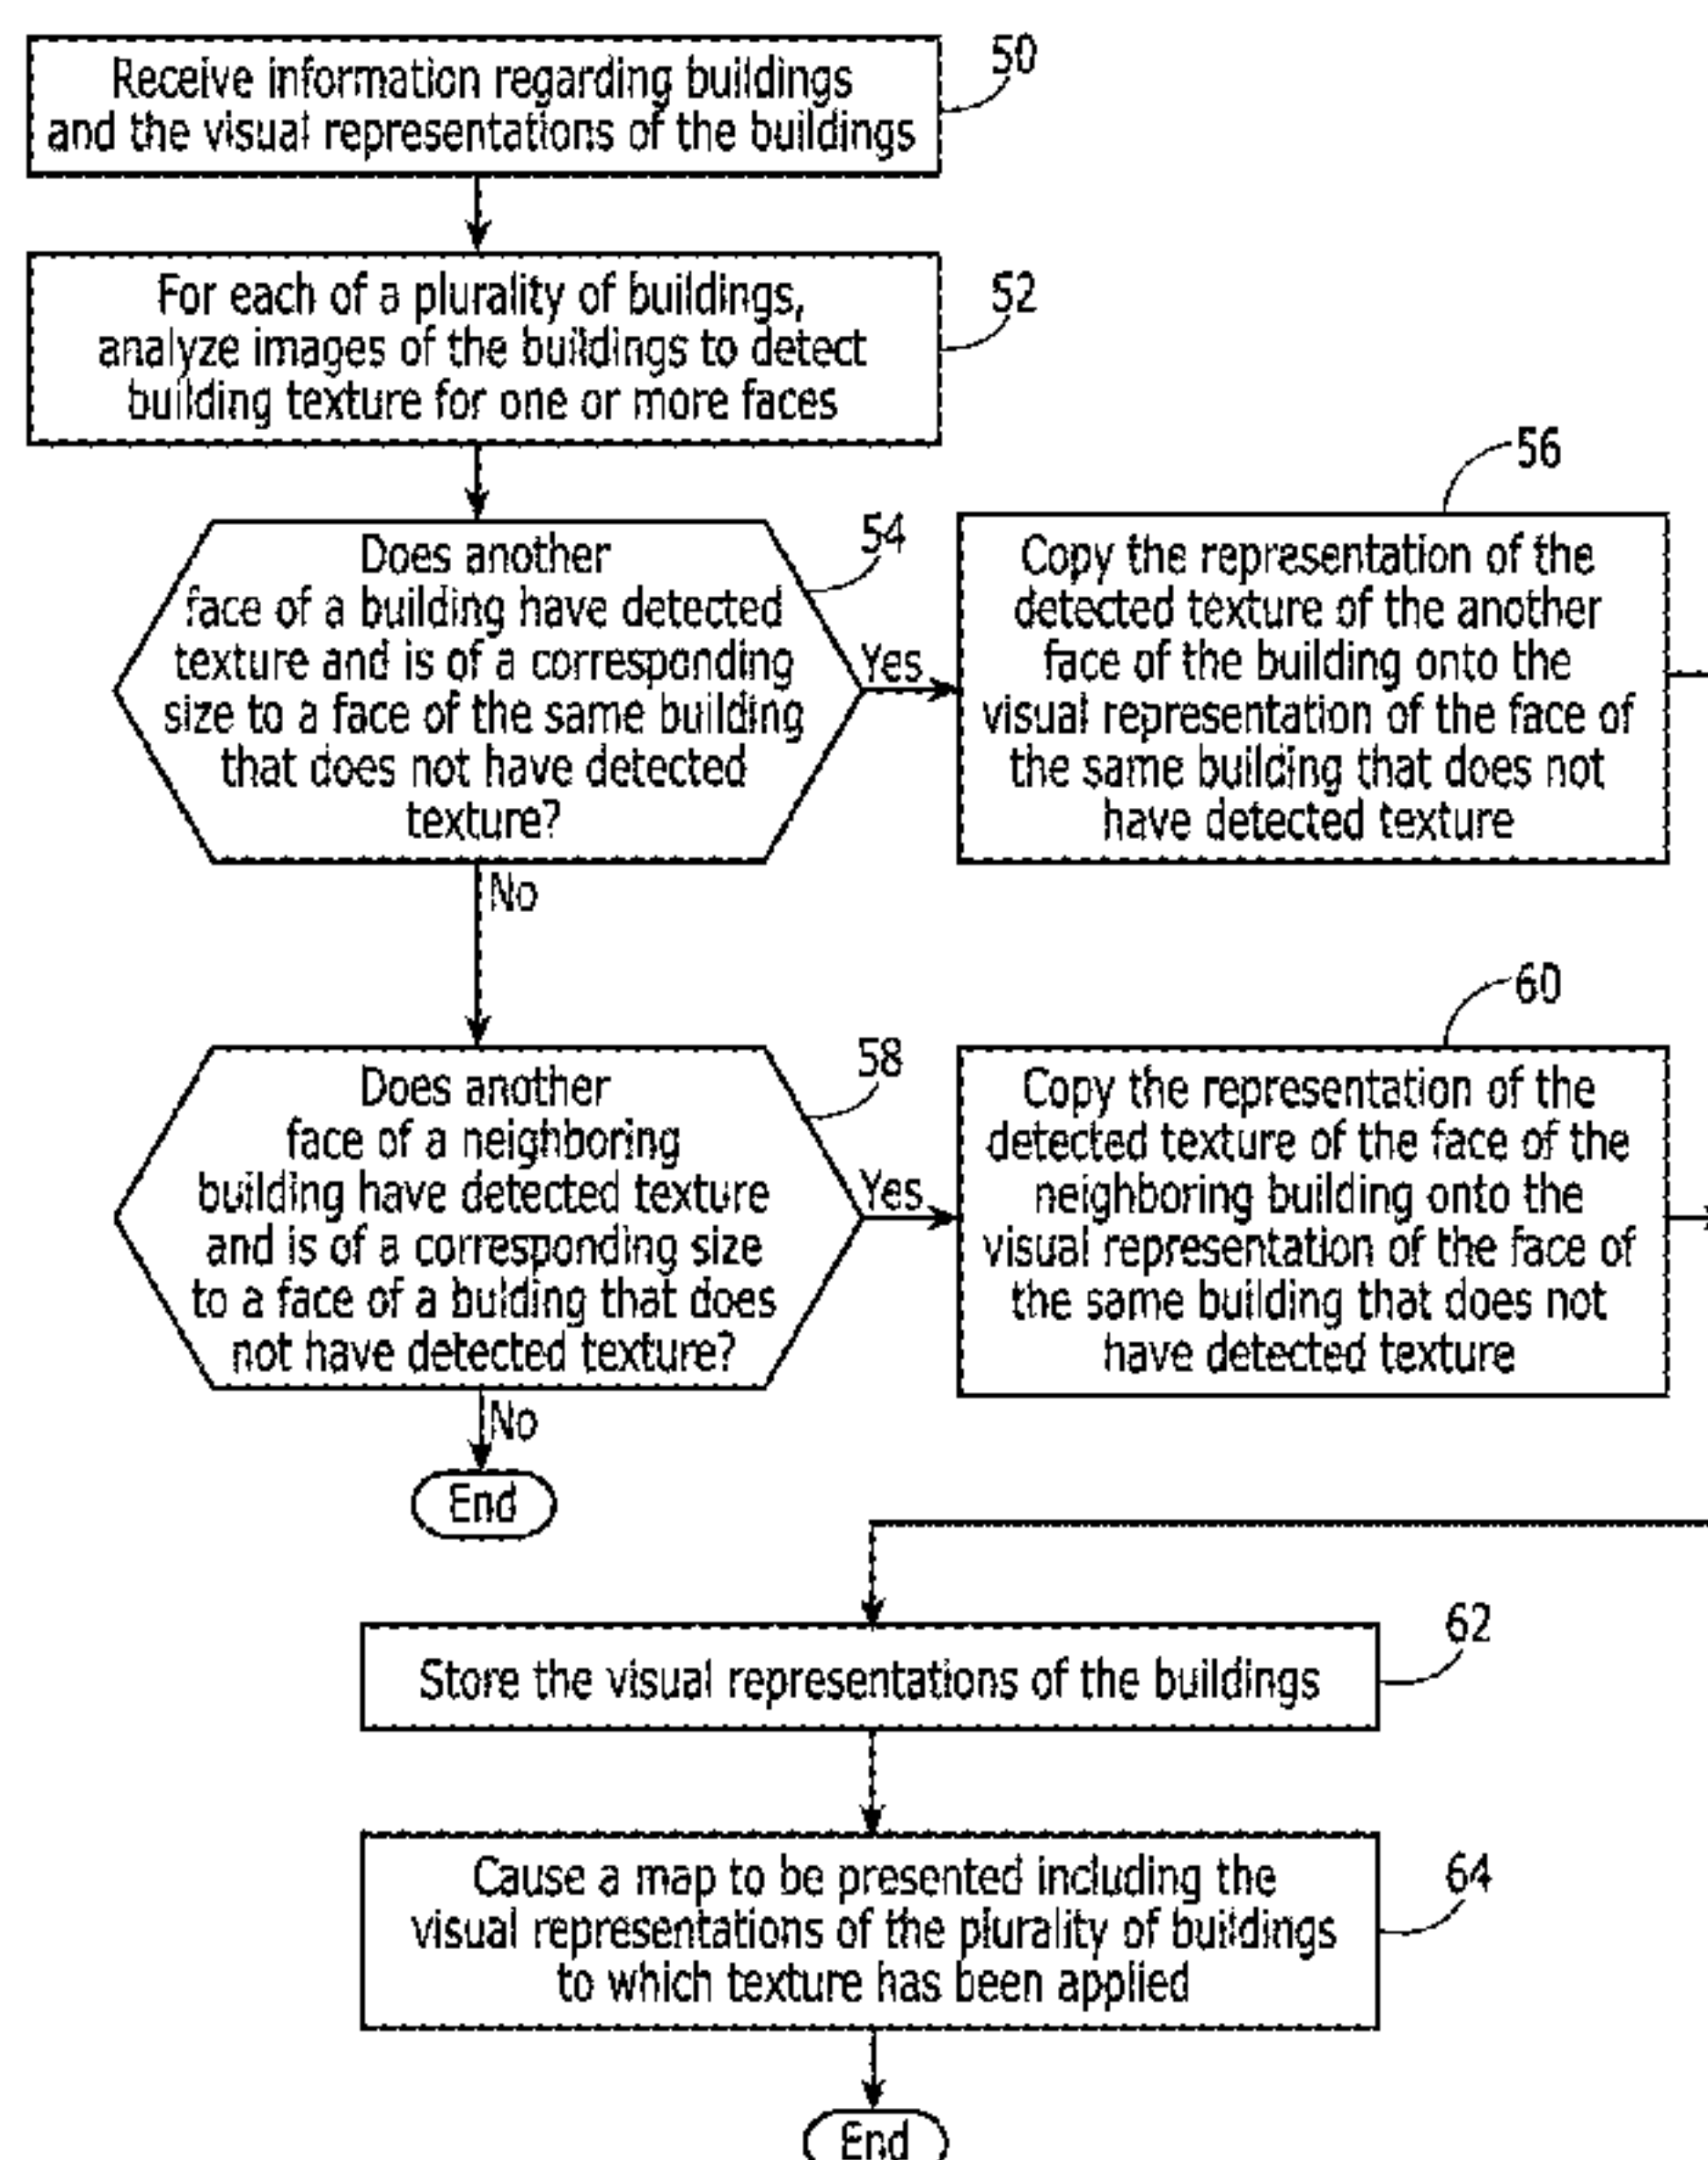 Receive information regarding buildings
and the visual representations of the buildings
50
For each of a plurality of buildings,
analyze images of the buildings to detect
building texture for one or more faces
52
Does another
face of a building have detected
texture and is of a corresponding
size to a face of the same building
that does not have detected
texture?
54
Yes
56
Copy the representation of the
detected texture of the another
face of the building onto the
visual representation of the face of
the same building that does not
have detected texture
No
Does another
face of a neighboring
building have detected texture
and is of a corresponding size
to a face of a bulding that does
not have detected texture?
58
Yes
60
Copy the representation of the
detected texture of the face of the
neighboring building onto the
visual representation of the face of
the same building that does not
have detected texture
No
End
Store the visual representations of the buildings
62
Cause a map to be presented including the
visual representations of the plurality of buildings
to which texture has been applied
64
End